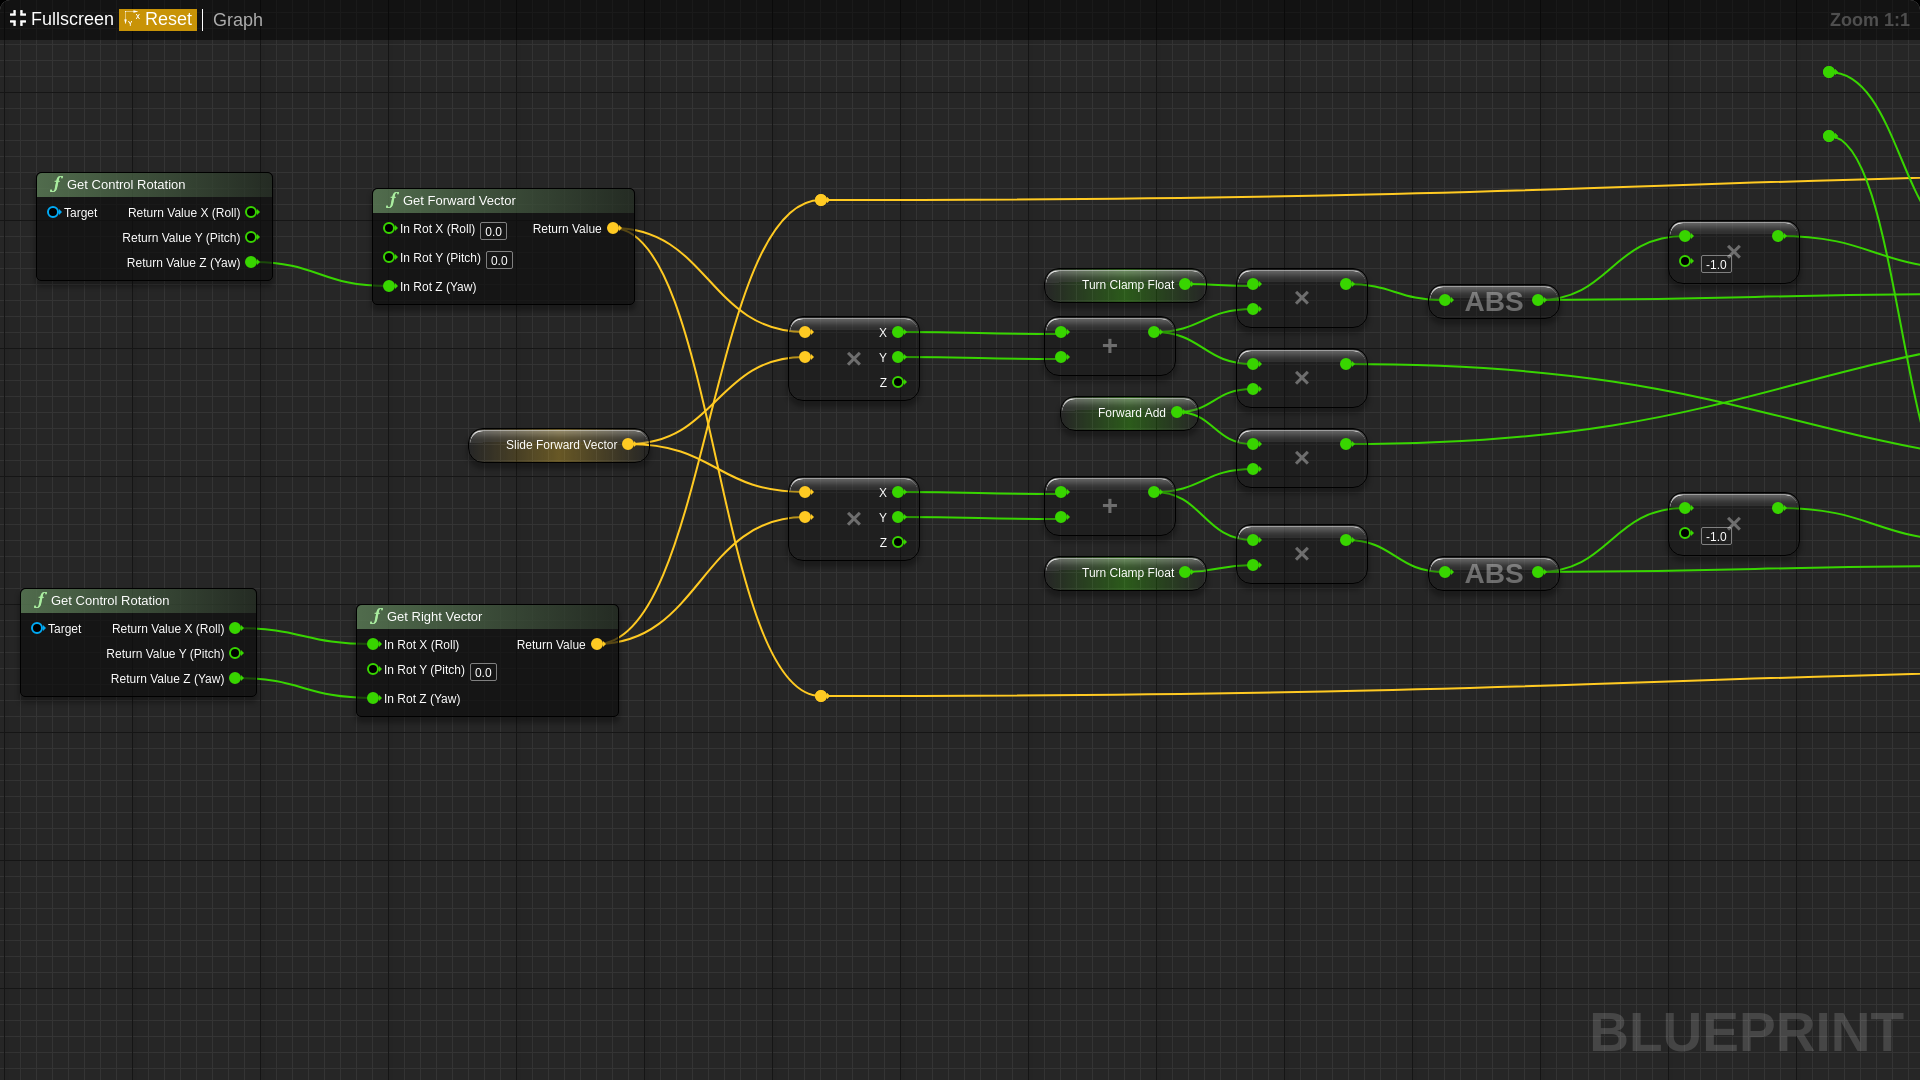 Fullscreen Reset Graph Zoom 1:1
Get Control Rotation
Target Return Value X (Roll)
Return Value Y (Pitch)
Return Value Z (Yaw)
Get Forward Vector
In Rot X (Roll) 0.0 Return Value
In Rot Y (Pitch) 0.0
In Rot Z (Yaw)
Slide Forward Vector
Get Control Rotation
Target Return Value X (Roll)
Return Value Y (Pitch)
Return Value Z (Yaw)
Get Right Vector
In Rot X (Roll) Return Value
In Rot Y (Pitch) 0.0
In Rot Z (Yaw)
X
× Y
Z
X
× Y
Z
Turn Clamp Float
+
Forward Add
+
Turn Clamp Float
×
×
×
×
ABS
ABS
×
-1.0
×
-1.0
BLUEPRINT